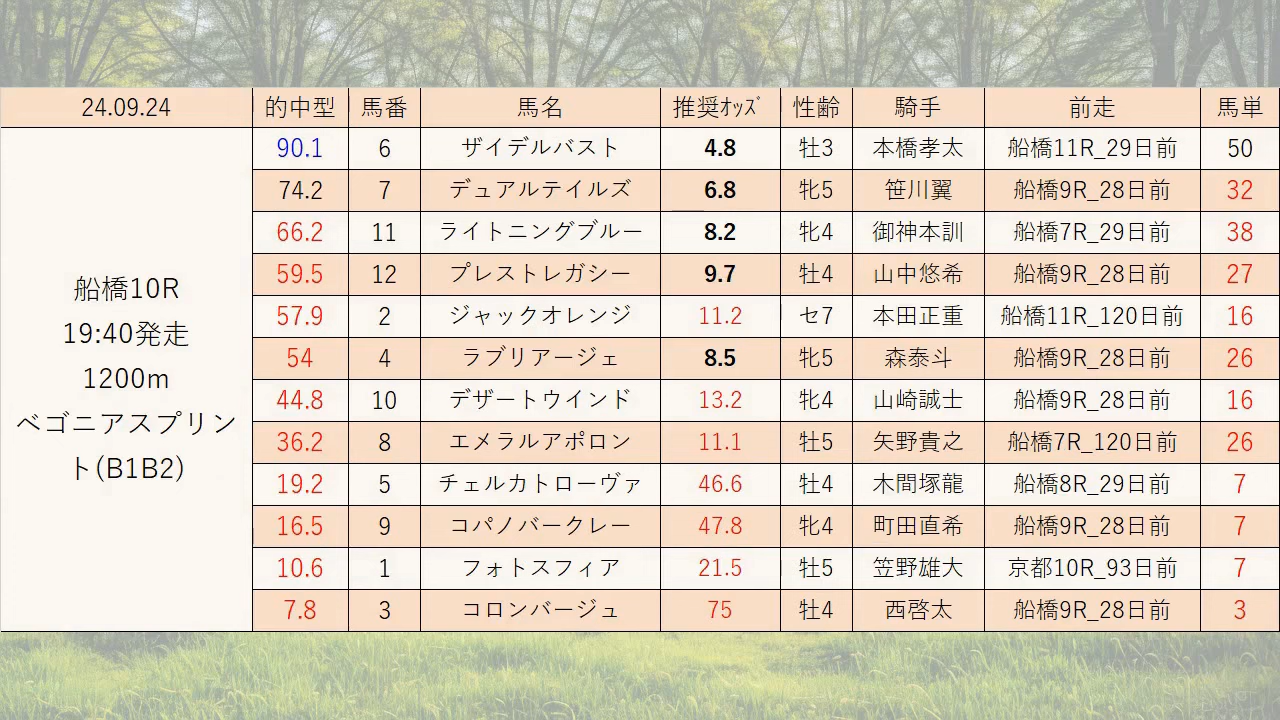 24.09.24 的中型 馬番 馬名 推奨ｵｯｽﾞ 性齢 騎手 前走 馬単
船橋10R
19:40発走
1200m
ベゴニアスプリン
ト(B1B2)
90.1 6 ザイデルバスト 4.8 牡3 本橋孝太 船橋11R_29日前 50
74.2 7 デュアルテイルズ 6.8 牝5 笹川翼 船橋9R_28日前 32
66.2 11 ライトニングブルー 8.2 牝4 御神本訓 船橋7R_29日前 38
59.5 12 プレストレガシー 9.7 牡4 山中悠希 船橋9R_28日前 27
57.9 2 ジャックオレンジ 11.2 セ7 本田正重 船橋11R_120日前 16
54 4 ラブリアージェ 8.5 牝5 森泰斗 船橋9R_28日前 26
44.8 10 デザートウインド 13.2 牝4 山崎誠士 船橋9R_28日前 16
36.2 8 エメラルアポロン 11.1 牡5 矢野貴之 船橋7R_120日前 26
19.2 5 チェルカトローヴァ 46.6 牡4 木間塚龍 船橋8R_29日前 7
16.5 9 コパノバークレー 47.8 牝4 町田直希 船橋9R_28日前 7
10.6 1 フォトスフィア 21.5 牡5 笠野雄大 京都10R_93日前 7
7.8 3 コロンバージュ 75 牡4 西啓太 船橋9R_28日前 3